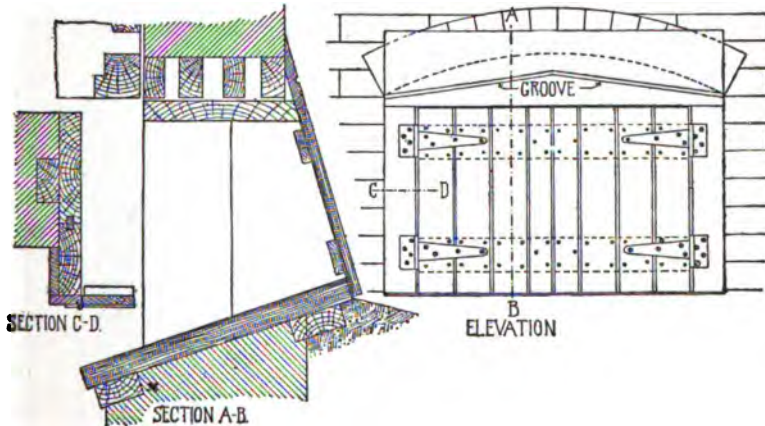 A
GROOVE
C
D
SECTION C-D.
B
ELEVATION
SECTION A-B.